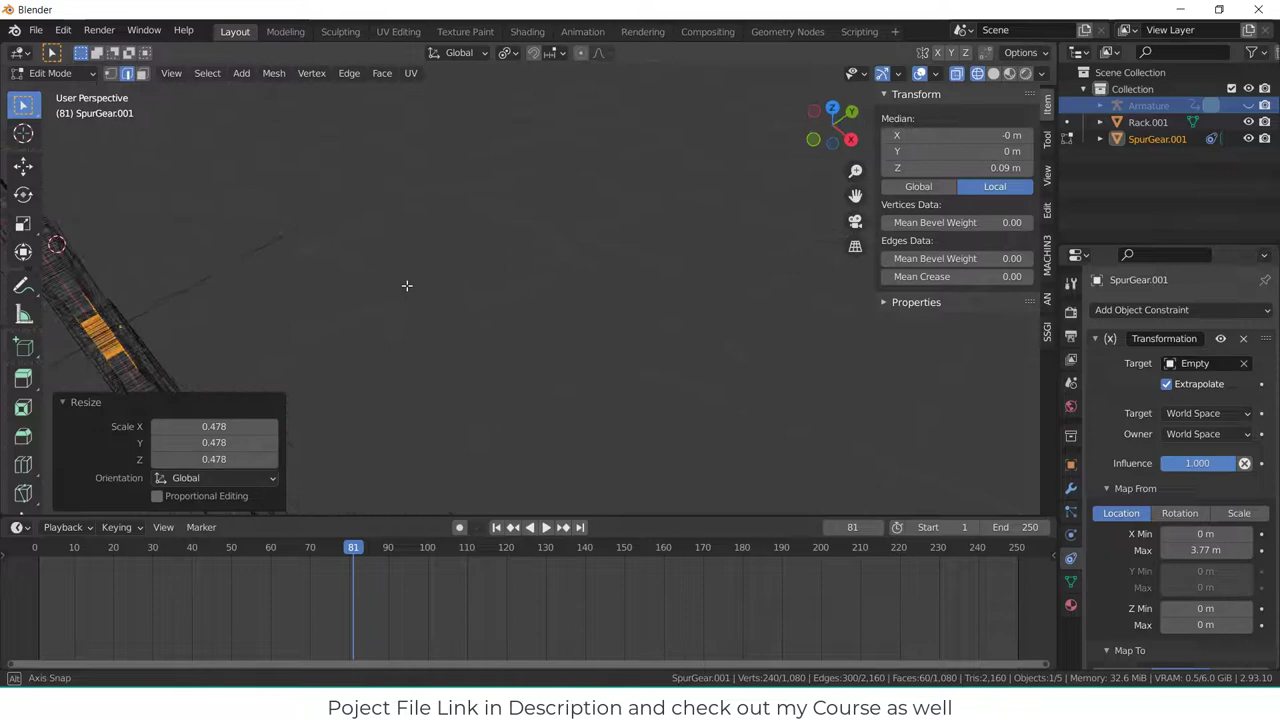 Blender
File Edit Render Window Help
Layout Modeling Sculpting UV Editing Texture Paint Shading Animation Rendering Compositing Geometry Nodes Scripting +
Scene
View Layer
Global
X Y Z
Options
Edit Mode
View Select Add Mesh Vertex Edge Face UV
User Perspective
(81) SpurGear.001
Z
Y
X
Transform
Median:
X -0 m
Y 0 m
Z 0.09 m
Global Local
Vertices Data:
Mean Bevel Weight 0.00
Edges Data:
Mean Bevel Weight 0.00
Mean Crease 0.00
Properties
Item
Tool
View
Edit
MACHIN3
AN
SSGI
Scene Collection
Collection
Armature
Rack.001
SpurGear.001
SpurGear.001
Add Object Constraint
Transformation
Target Empty
Extrapolate
Target World Space
Owner World Space
Influence 1.000
Map From
Location Rotation Scale
X Min 0 m
Max 3.77 m
Y Min 0 m
Max 0 m
Z Min 0 m
Max 0 m
Map To
Resize
Scale X 0.478
Y 0.478
Z 0.478
Orientation Global
Proportional Editing
Playback Keying View Marker
81
Start 1 End 250
0 10 20 30 40 50 60 70 81 90 100 110 120 130 140 150 160 170 180 190 200 210 220 230 240 250
Alt Axis Snap
SpurGear.001 | Verts:240/1,080 | Edges:300/2,160 | Faces:60/1,080 | Tris:2,160 | Objects:1/5 | Memory: 32.6 MiB | VRAM: 0.5/6.0 GiB | 2.93.10
Poject File Link in Description and check out my Course as well